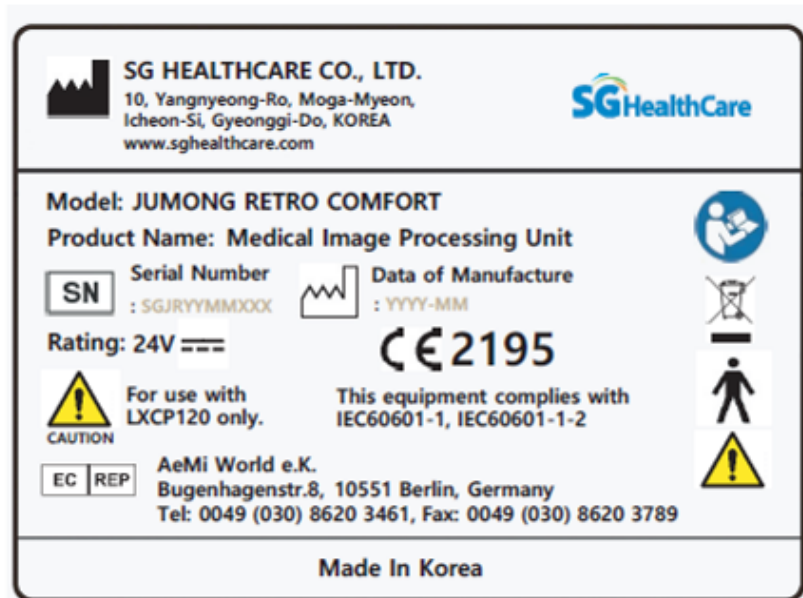 SG HEALTHCARE CO., LTD.
10, Yangnyeong-Ro, Moga-Myeon,
Icheon-Si, Gyeonggi-Do, KOREA
www.sghealthcare.com
SG HealthCare
Model: JUMONG RETRO COMFORT
Product Name: Medical Image Processing Unit
SN
Serial Number
: SGJRYYMMXXX
Data of Manufacture
: YYYY-MM
Rating: 24V
CE 2195
CAUTION
For use with
LXCP120 only.
This equipment complies with
IEC60601-1, IEC60601-1-2
EC REP
AeMi World e.K.
Bugenhagenstr.8, 10551 Berlin, Germany
Tel: 0049 (030) 8620 3461, Fax: 0049 (030) 8620 3789
Made In Korea